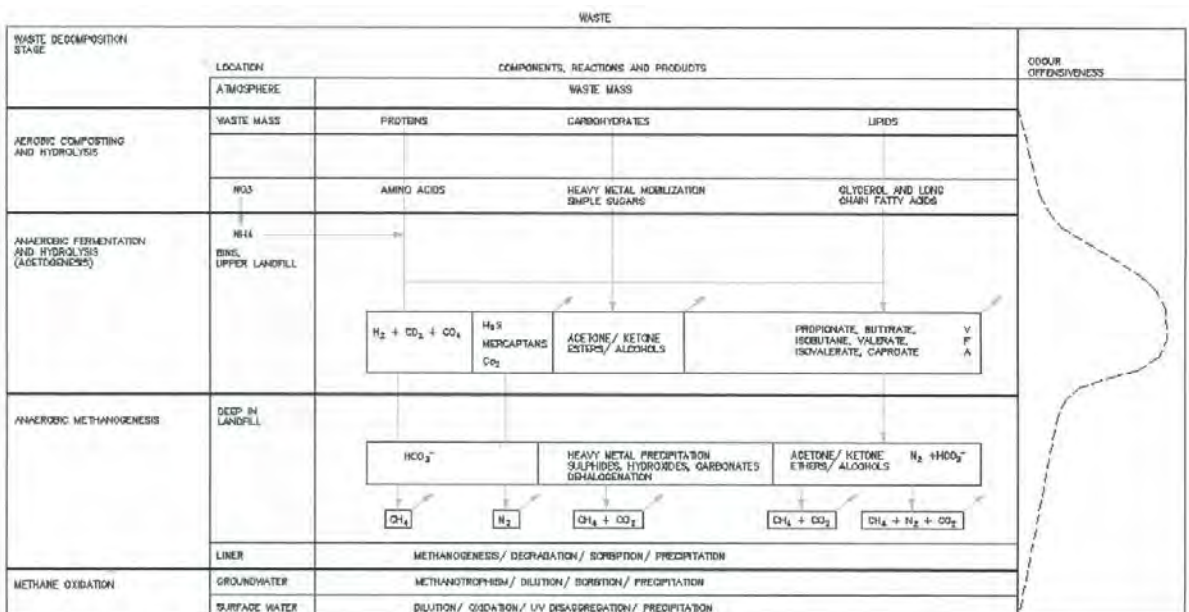 WASTE
WASTE DECOMPOSITION
STAGE
LOCATION
COMPONENTS, REACTIONS AND PRODUCTS
ODOUR
OFFENSIVENESS
ATMOSPHERE
WASTE MASS
WASTE MASS
PROTEINS
CARBOHYDRATES
LIPIDS
AEROBIC COMPOSTING
AND HYDROLYSIS
NO3
AMINO ACIDS
HEAVY METAL MOBILIZATION
SIMPLE SUGARS
GLYCEROL AND LONG
CHAIN FATTY ACIDS
ANAEROBIC FERMENTATION
AND HYDROLYSIS
(ACETOGENESIS)
NH4
BINS,
UPPER LANDFILL
H2 + CO2 +
H2S
MERCAPTANS
Co2
ACETONE/ KETONE
ESTERS/ ALCOHOLS
PROPIONATE, BUTTRATE,
ISOBUTANE, VALERATE,
ISOVALERATE, CAPROATE
V
F
A
ANAEROBIC METHANOGENESIS
DEEP IN
LANDFILL
HCO3-
HEAVY METAL PRECIPITATION
SULPHIDES, HYDROXIDES, CARBONATES
DEHALOGENATION
ACETONE/ KETONE
ETHERS/ ALCOHOLS
N2 +HCO3-
CH4
N2
CH4 + CO2
CH4 + CO2
CH4 + N2 + CO2
LINER
METHANOGENESIS/ DEGRADATION/ SORBPTION/ PRECIPITATION
METHANE OXIDATION
GROUNDWATER
METHANOTROPHISM/ DILUTION/ SORBTION/ PRECIPITATION
SURFACE WATER
DILUTION/ OXIDATION/ UV DISAGGREGATION/ PRECIPITATION